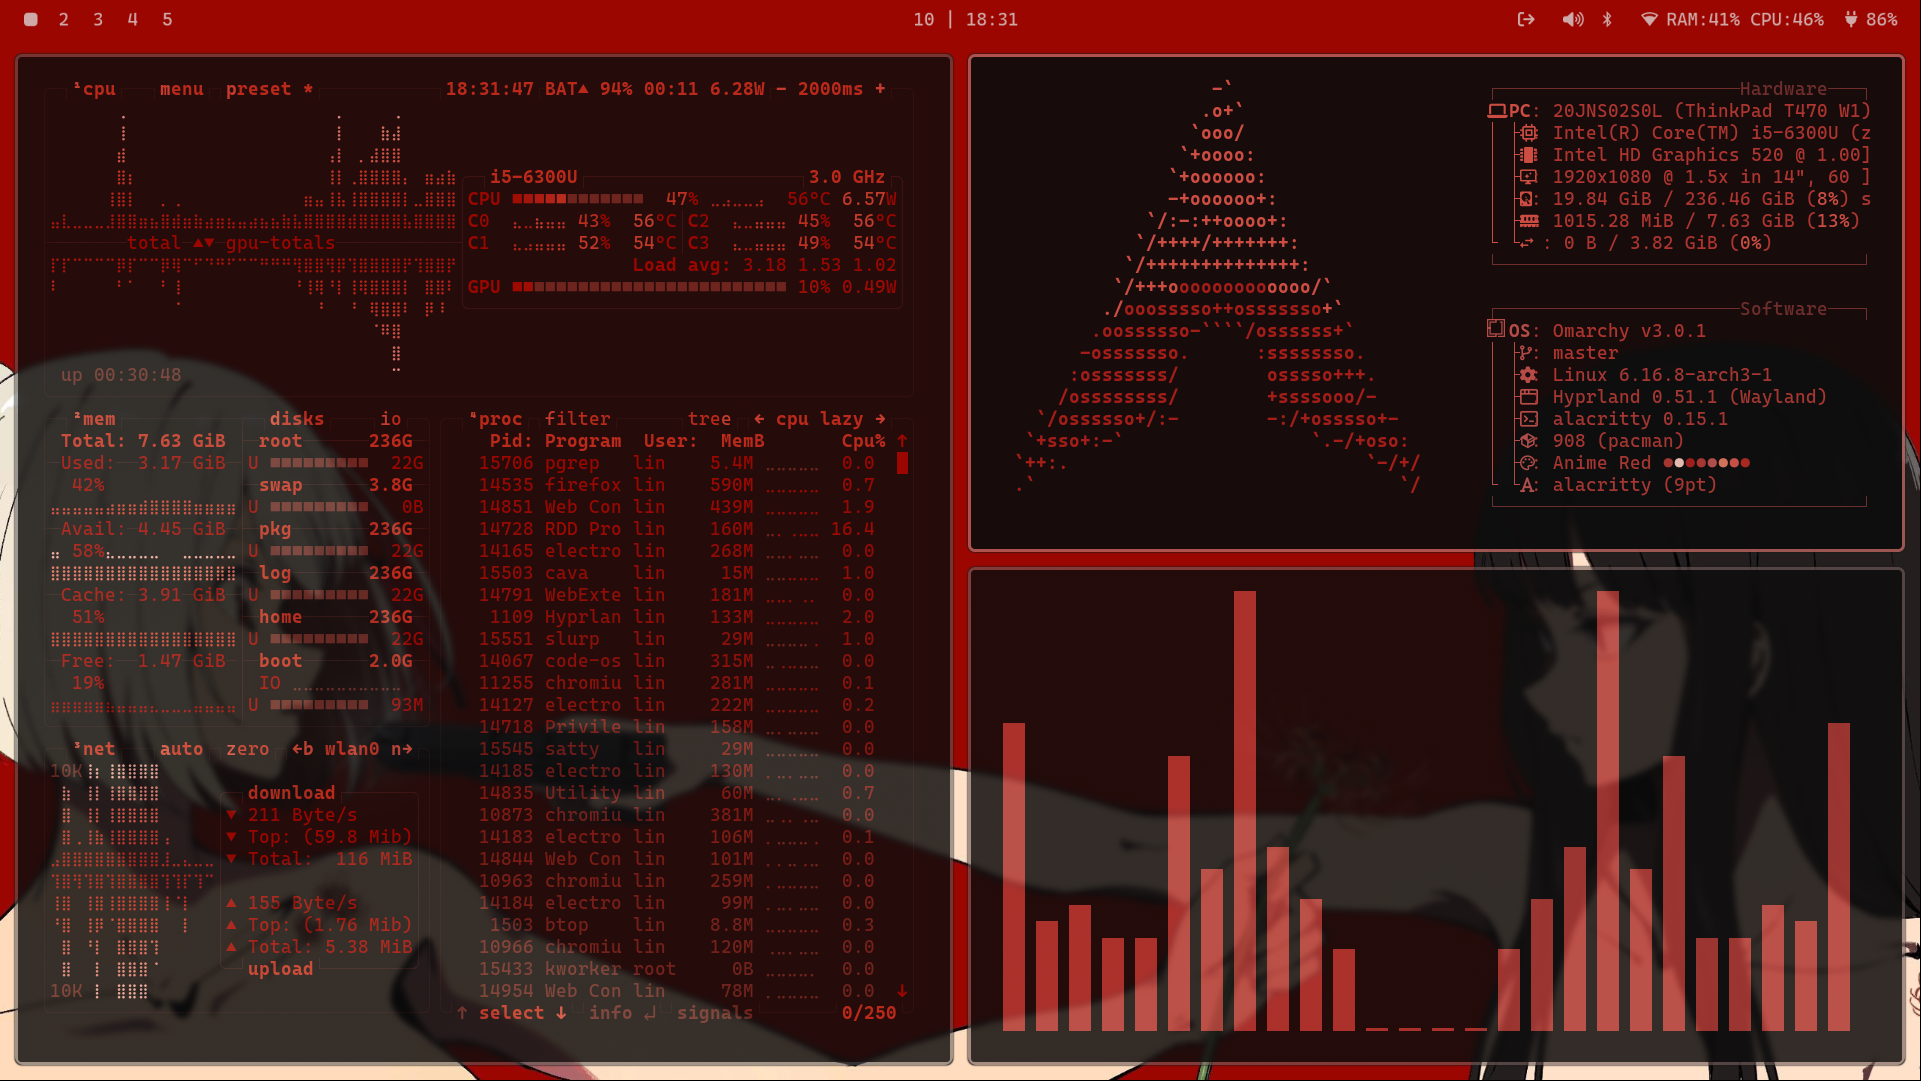 2 3 4 5
10 | 18:31
RAM:41% CPU:46% 86%
¹cpu menu preset * 18:31:47 BAT▲ 94% 00:11 6.28W - 2000ms +
i5-6300U 3.0 GHz
CPU 47% 56°C 6.57W
C0 43% 56°C C2 45% 56°C
C1 52% 54°C C3 49% 54°C
total ▲▼ gpu-totals
Load avg: 3.18 1.53 1.02
GPU 10% 0.49W
up 00:30:48
²mem disks io
Total: 7.63 GiB root 236G
Used: 3.17 GiB U 22G
42% swap 3.8G
U 0B
Avail: 4.45 GiB pkg 236G
58% U 22G
log 236G
Cache: 3.91 GiB U 22G
51% home 236G
U 22G
Free: 1.47 GiB boot 2.0G
19% IO
U 93M
³net auto zero ←b wlan0 n→
10K
download
▼ 211 Byte/s
▼ Top: (59.8 Mib)
▼ Total: 116 MiB
▲ 155 Byte/s
▲ Top: (1.76 Mib)
▲ Total: 5.38 MiB
upload
10K
⁴proc filter tree ← cpu lazy →
Pid: Program User: MemB Cpu% ↑
15706 pgrep lin 5.4M 0.0
14535 firefox lin 590M 0.7
14851 Web Con lin 439M 1.9
14728 RDD Pro lin 160M 16.4
14165 electro lin 268M 0.0
15503 cava lin 15M 1.0
14791 WebExte lin 181M 0.0
1109 Hyprlan lin 133M 2.0
15551 slurp lin 29M 1.0
14067 code-os lin 315M 0.0
11255 chromiu lin 281M 0.1
14127 electro lin 222M 0.2
14718 Privile lin 158M 0.0
15545 satty lin 29M 0.0
14185 electro lin 130M 0.0
14835 Utility lin 60M 0.7
10873 chromiu lin 381M 0.0
14183 electro lin 106M 0.1
14844 Web Con lin 101M 0.0
10963 chromiu lin 259M 0.0
14184 electro lin 99M 0.0
1503 btop lin 8.8M 0.3
10966 chromiu lin 120M 0.0
15433 kworker root 0B 0.0
14954 Web Con lin 78M 0.0 ↓
↑ select ↓ info ↲ signals 0/250
-`
.o+`
`ooo/
`+oooo:
`+oooooo:
-+oooooo+:
`/:-:++oooo+:
`/++++/+++++++:
`/++++++++++++++:
`/+++ooooooooooooo/`
./ooosssso++osssssso+`
.oossssso-````/ossssss+`
-osssssso. :ssssssso.
:osssssss/ osssso+++.
/ossssssss/ +ssssooo/-
`/ossssso+/:- -:/+osssso+-
`+sso+:-` `.-/+oso:
`++:. `-/+/
.` `/
Hardware
PC: 20JNS02S0L (ThinkPad T470 W1)
: Intel(R) Core(TM) i5-6300U (z
: Intel HD Graphics 520 @ 1.00]
: 1920x1080 @ 1.5x in 14", 60 ]
: 19.84 GiB / 236.46 GiB (8%) s
: 1015.28 MiB / 7.63 GiB (13%)
: 0 B / 3.82 GiB (0%)
Software
OS: Omarchy v3.0.1
: master
: Linux 6.16.8-arch3-1
: Hyprland 0.51.1 (Wayland)
: alacritty 0.15.1
: 908 (pacman)
: Anime Red
A: alacritty (9pt)